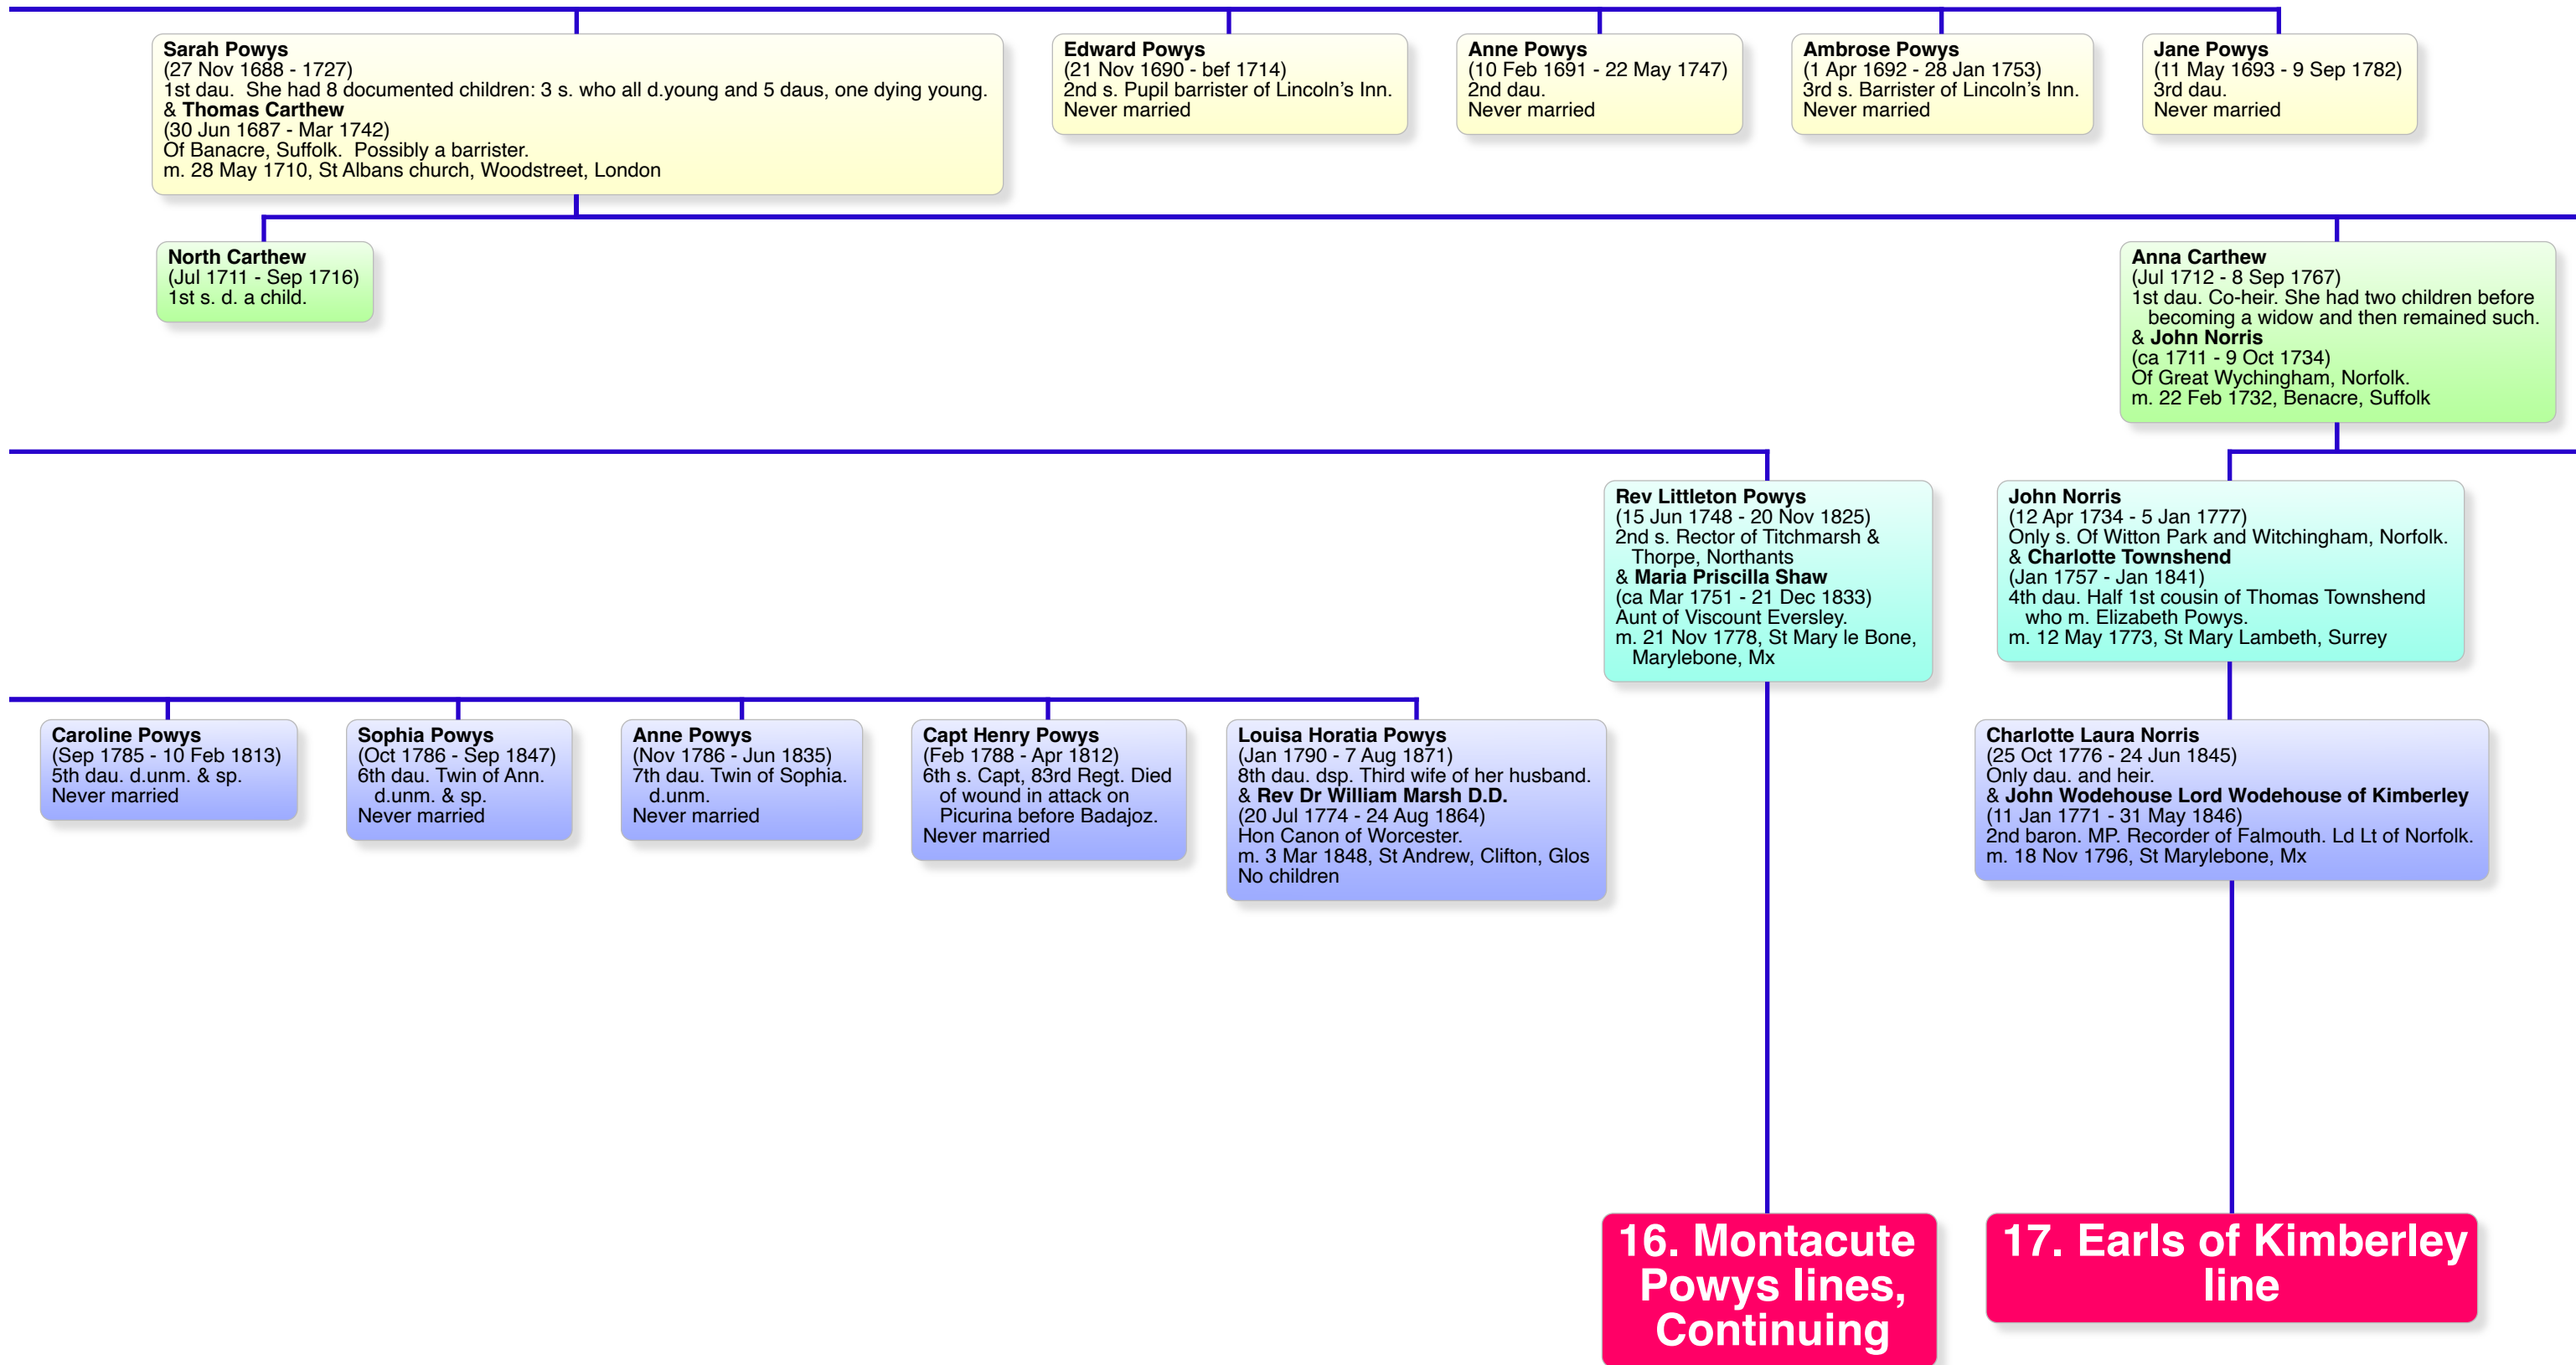 Sarah Powys
(27 Nov 1688 - 1727)
1st dau.  She had 8 documented children: 3 s. who all d.young and 5 daus, one dying young.
& Thomas Carthew
(30 Jun 1687 - Mar 1742)
Of Banacre, Suffolk.  Possibly a barrister.
m. 28 May 1710, St Albans church, Woodstreet, London
Edward Powys
(21 Nov 1690 - bef 1714)
2nd s. Pupil barrister of Lincoln's Inn.
Never married
Anne Powys
(10 Feb 1691 - 22 May 1747)
2nd dau.
Never married
Ambrose Powys
(1 Apr 1692 - 28 Jan 1753)
3rd s. Barrister of Lincoln's Inn.
Never married
Jane Powys
(11 May 1693 - 9 Sep 1782)
3rd dau.
Never married
North Carthew
(Jul 1711 - Sep 1716)
1st s. d. a child.
Anna Carthew
(Jul 1712 - 8 Sep 1767)
1st dau. Co-heir. She had two children before
becoming a widow and then remained such.
& John Norris
(ca 1711 - 9 Oct 1734)
Of Great Wychingham, Norfolk.
m. 22 Feb 1732, Benacre, Suffolk
Rev Littleton Powys
(15 Jun 1748 - 20 Nov 1825)
2nd s. Rector of Titchmarsh &
Thorpe, Northants
& Maria Priscilla Shaw
(ca Mar 1751 - 21 Dec 1833)
Aunt of Viscount Eversley.
m. 21 Nov 1778, St Mary le Bone,
Marylebone, Mx
John Norris
(12 Apr 1734 - 5 Jan 1777)
Only s. Of Witton Park and Witchingham, Norfolk.
& Charlotte Townshend
(Jan 1757 - Jan 1841)
4th dau. Half 1st cousin of Thomas Townshend
who m. Elizabeth Powys.
m. 12 May 1773, St Mary Lambeth, Surrey
Caroline Powys
(Sep 1785 - 10 Feb 1813)
5th dau. d.unm. & sp.
Never married
Sophia Powys
(Oct 1786 - Sep 1847)
6th dau. Twin of Ann.
d.unm. & sp.
Never married
Anne Powys
(Nov 1786 - Jun 1835)
7th dau. Twin of Sophia.
d.unm.
Never married
Capt Henry Powys
(Feb 1788 - Apr 1812)
6th s. Capt, 83rd Regt. Died
of wound in attack on
Picurina before Badajoz.
Never married
Louisa Horatia Powys
(Jan 1790 - 7 Aug 1871)
8th dau. dsp. Third wife of her husband.
& Rev Dr William Marsh D.D.
(20 Jul 1774 - 24 Aug 1864)
Hon Canon of Worcester.
m. 3 Mar 1848, St Andrew, Clifton, Glos
No children
Charlotte Laura Norris
(25 Oct 1776 - 24 Jun 1845)
Only dau. and heir.
& John Wodehouse Lord Wodehouse of Kimberley
(11 Jan 1771 - 31 May 1846)
2nd baron. MP. Recorder of Falmouth. Ld Lt of Norfolk.
m. 18 Nov 1796, St Marylebone, Mx
16. Montacute
Powys lines,
Continuing
17. Earls of Kimberley
line